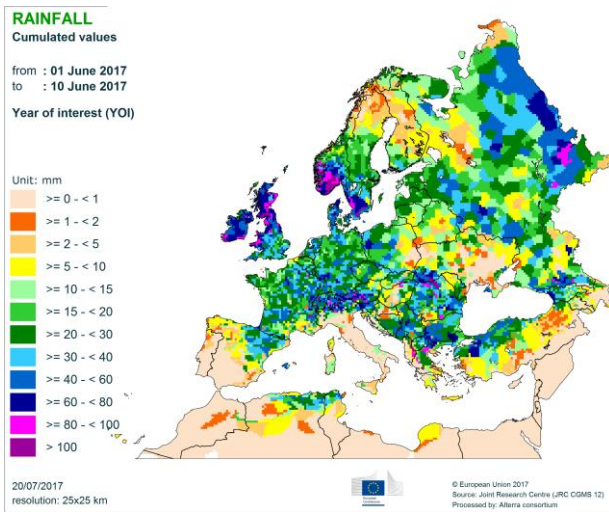 RAINFALL
Cumulated values
from : 01 June 2017
to : 10 June 2017
Year of interest (YOI)
Unit: mm
>= 0 - < 1
>= 1 - < 2
>= 2 - < 5
>= 5 - < 10
>= 10 - < 15
>= 15 - < 20
>= 20 - < 30
>= 30 - < 40
>= 40 - < 60
>= 60 - < 80
>= 80 - < 100
> 100
20/07/2017
resolution: 25x25 km
© European Union 2017
Source: Joint Research Centre (JRC CGMS 12)
Processed by: Alterra consortium